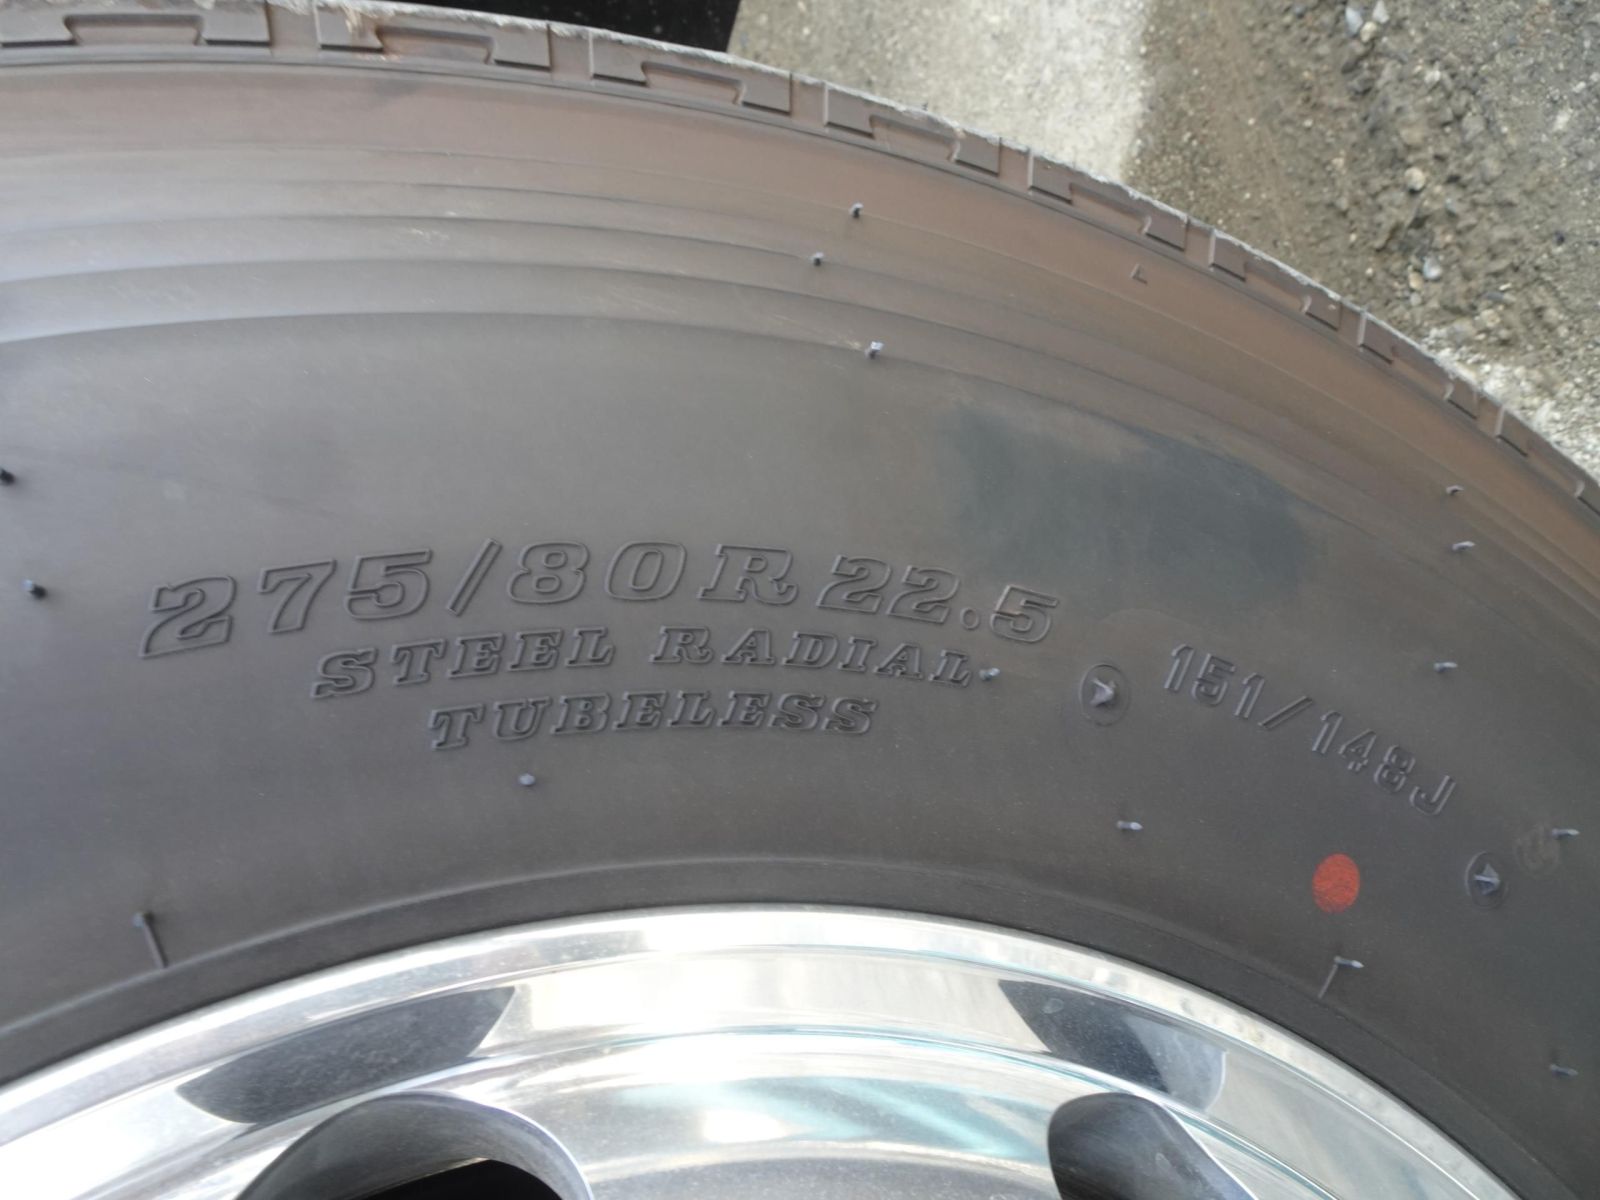 275/80R22.5
STEEL RADIAL
TUBELESS
151/148J